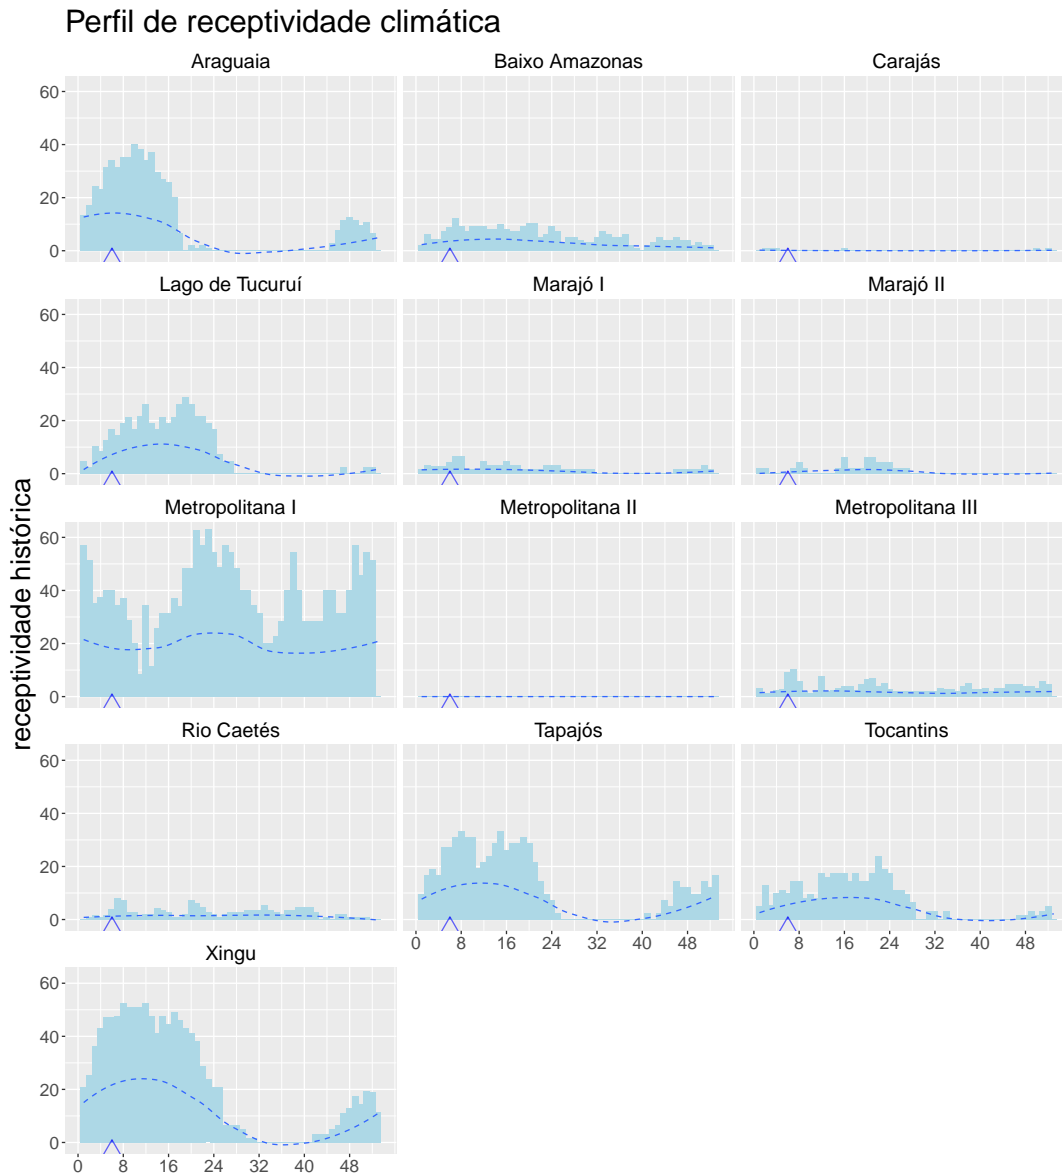 Perfil de receptividade climática
Araguaia Baixo Amazonas Carajás
60
40
20
0
Lago de Tucuruí Marajó I Marajó II
60
40
20
0
Metropolitana I Metropolitana II Metropolitana III
60
40
20
0
receptividade histórica
Rio Caetés Tapajós Tocantins
60
40
20
0
0 8 16 24 32 40 48 0 8 16 24 32 40 48
Xingu
60
40
20
0
0 8 16 24 32 40 48